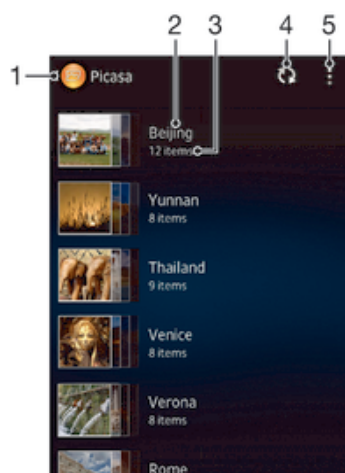 1
2
3
4
5
Picasa
Beijing
12 items
Yunnan
8 items
Thailand
9 items
Venice
8 items
Verona
8 items
Rome